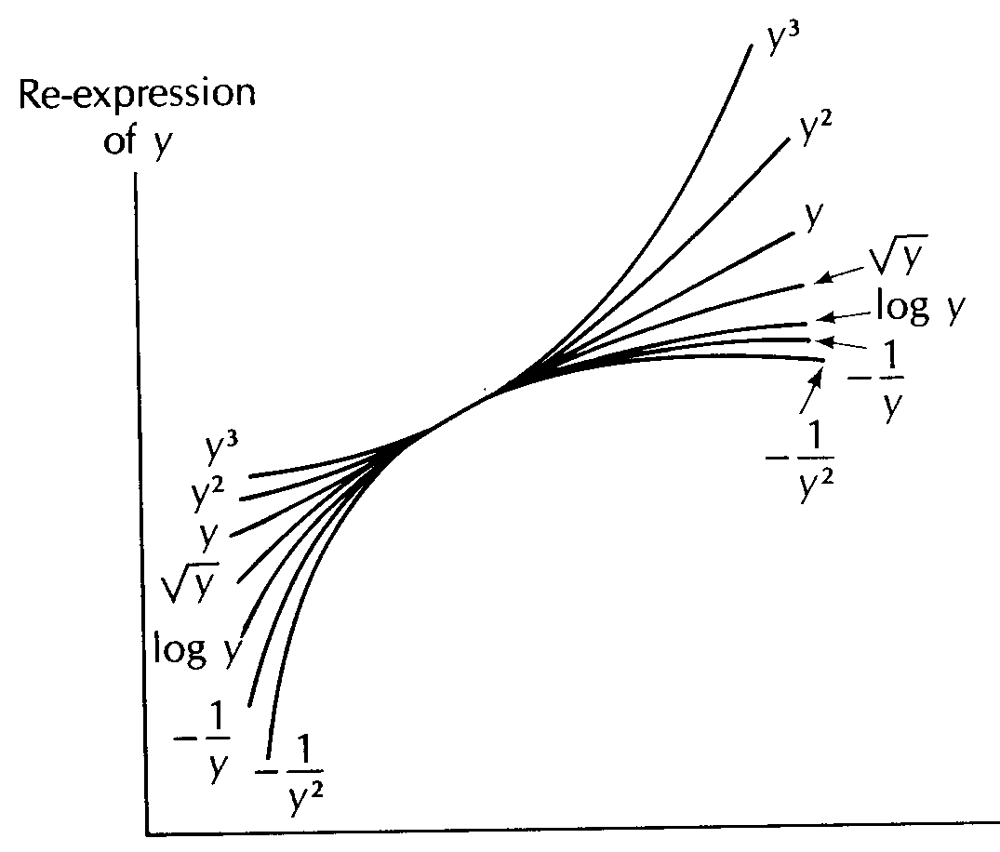 Re-expression
of y
y³
y²
y
√y
log y
−1/y
−1/y²
y³
y²
y
√y
log y
−1/y
−1/y²